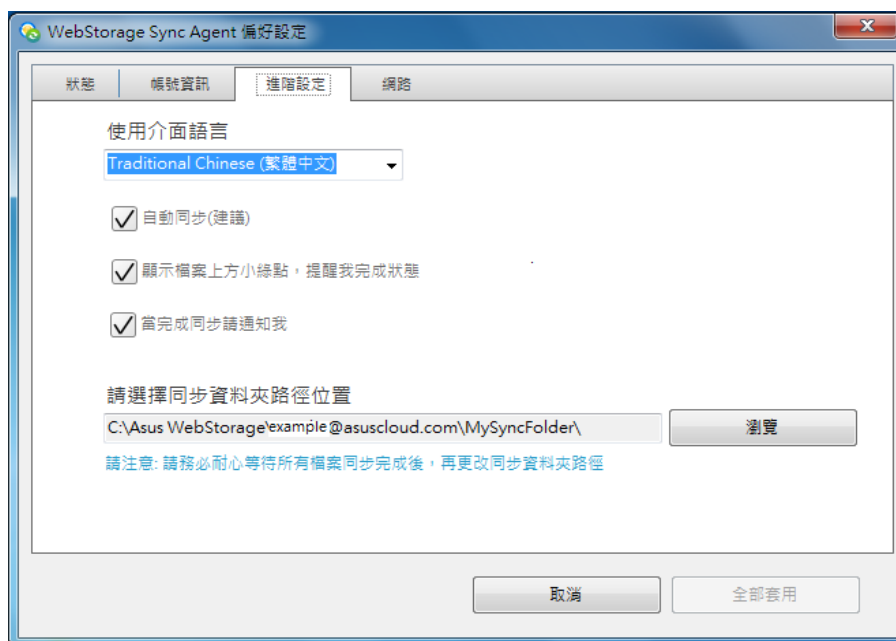 WebStorage Sync Agent 偏好設定
狀態 帳號資訊 進階設定 網路
使用介面語言
Traditional Chinese (繁體中文)
自動同步(建議)
顯示檔案上方小綠點，提醒我完成狀態
當完成同步請通知我
請選擇同步資料夾路徑位置
C:\Asus WebStorage\example@asuscloud.com\MySyncFolder\ 瀏覽
請注意: 請務必耐心等待所有檔案同步完成後，再更改同步資料夾路徑
取消 全部套用